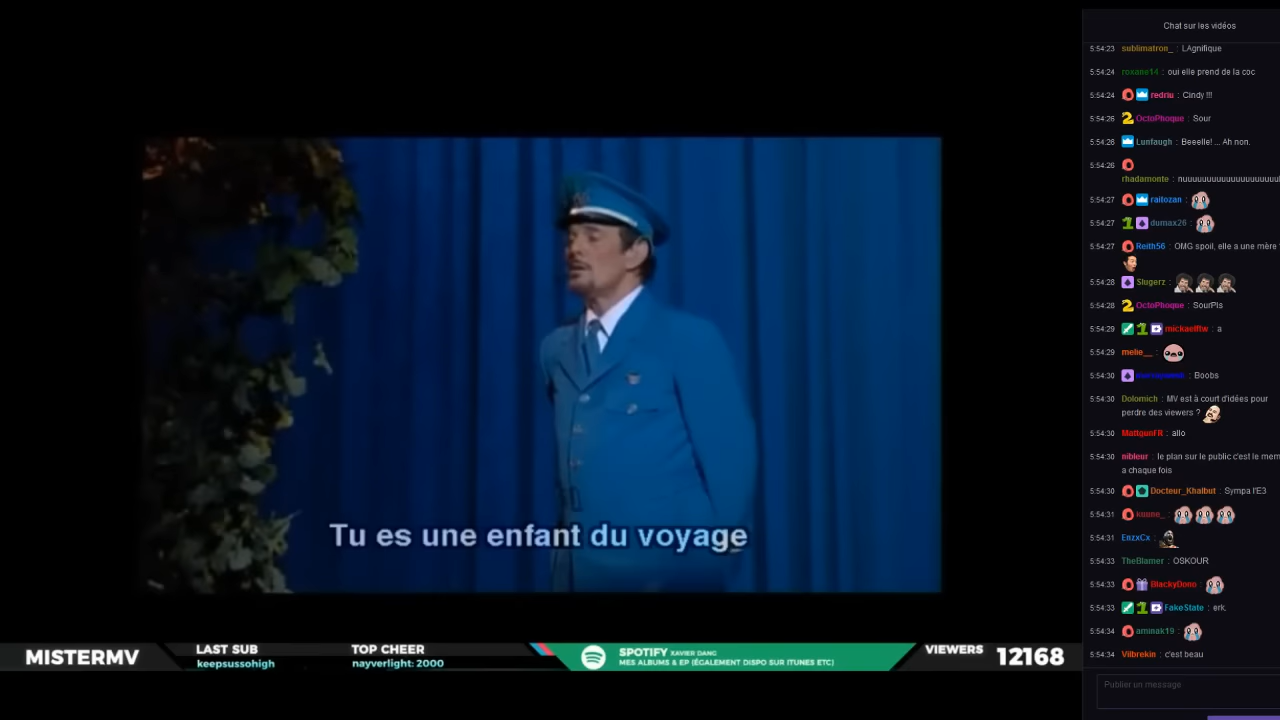 Tu es une enfant du voyage
MISTERMV
LAST SUB
keepsussohigh
TOP CHEER
nayverlight: 2000
SPOTIFY XAVIER DANG
MES ALBUMS & EP (ÉGALEMENT DISPO SUR ITUNES ETC)
VIEWERS
12168
Chat sur les vidéos
5:54:23 sublimatron_ : LAgnifique
5:54:24 roxane14 : oui elle prend de la coc
5:54:24 redriu : Cindy !!!
5:54:26 OctoPhoque : Sour
5:54:26 Lunfaugh : Beeelle! ... Ah non.
5:54:26
rhadamonte : nuuuuuuuuuuuuuuuuuuuul
5:54:27 raitozan :
5:54:27 dumax26 :
5:54:27 Reith56 : OMG spoil, elle a une mère
5:54:28 Slugerz :
5:54:28 OctoPhoque : SourPls
5:54:29 mickaelftw : a
5:54:29 melie__ :
5:54:30 : Boobs
5:54:30 Dolomich : MV est à court d'idées pour
perdre des viewers ?
5:54:30 MattgunFR : allo
5:54:30 nibleur : le plan sur le public c'est le mem
a chaque fois
5:54:30 Docteur_Khalbut : Sympa l'E3
5:54:31 kuune_ :
5:54:31 EnzxCx :
5:54:33 TheBlamer : OSKOUR
5:54:33 BlackyDono :
5:54:33 FakeState : erk.
5:54:34 aminak19 :
5:54:34 Vilbrekin : c'est beau
Publier un message